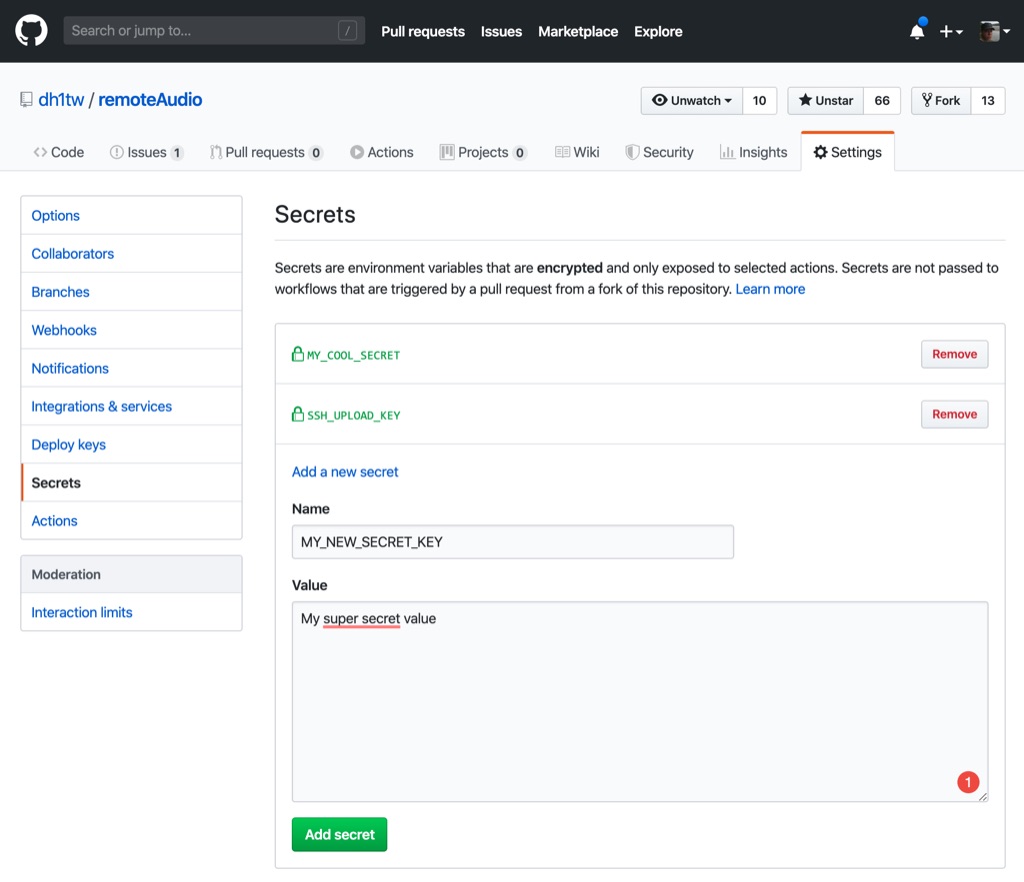 Search or jump to... /
Pull requests Issues Marketplace Explore
dh1tw / remoteAudio
Unwatch 10 Unstar 66 Fork 13
Code Issues 1 Pull requests 0 Actions Projects 0 Wiki Security Insights Settings
Options
Collaborators
Branches
Webhooks
Notifications
Integrations & services
Deploy keys
Secrets
Actions
Moderation
Interaction limits
Secrets
Secrets are environment variables that are encrypted and only exposed to selected actions. Secrets are not passed to
workflows that are triggered by a pull request from a fork of this repository. Learn more
MY_COOL_SECRET Remove
SSH_UPLOAD_KEY Remove
Add a new secret
Name
MY_NEW_SECRET_KEY
Value
My super secret value
1
Add secret